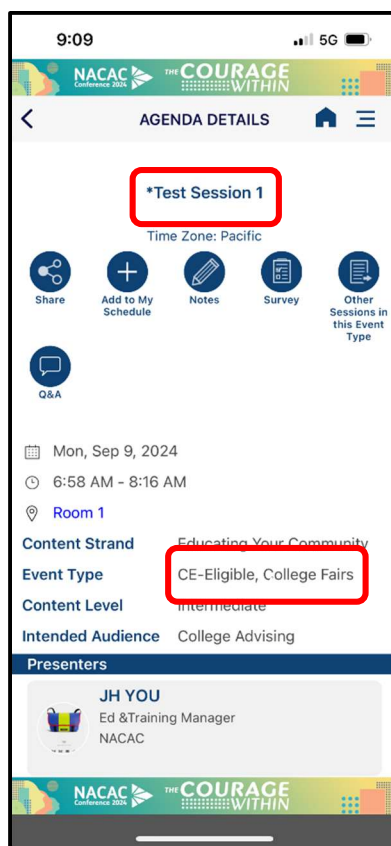 9:09
5G
NACAC
Conference 2024
THE COURAGE
WITHIN
AGENDA DETAILS
*Test Session 1
Time Zone: Pacific
Share
Add to My
Schedule
Notes
Survey
Other
Sessions in
this Event
Type
Q&A
Mon, Sep 9, 2024
6:58 AM - 8:16 AM
Room 1
Content Strand Educating Your Community
Event Type CE-Eligible, College Fairs
Content Level Intermediate
Intended Audience College Advising
Presenters
JH YOU
Ed &Training Manager
NACAC
NACAC
Conference 2024
THE COURAGE
WITHIN